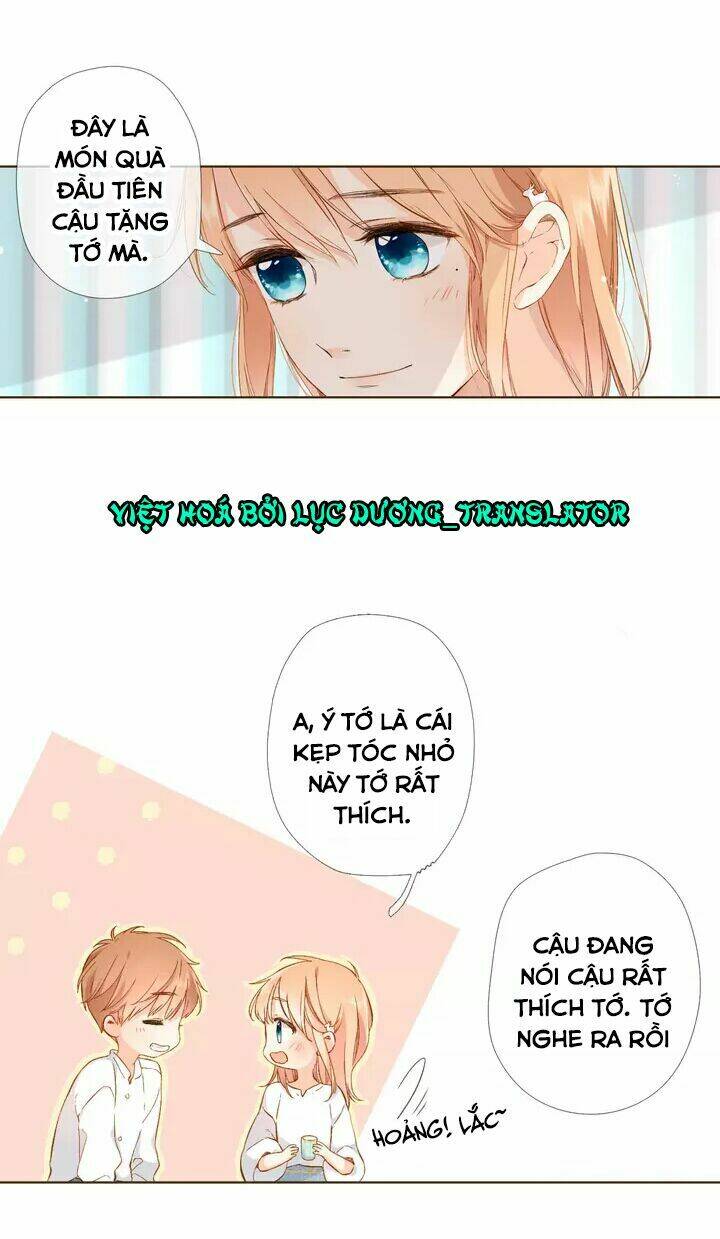 ĐÂY LÀ
MÓN QUÀ
ĐẦU TIÊN
CẬU TẶNG
TỚ MÀ.
VIỆT HOÁ BỞI LỤC DƯƠNG_TRANSLATOR
A, Ý TỚ LÀ CÁI
KẸP TÓC NHỎ
NÀY TỚ RẤT
THÍCH.
CẬU ĐANG
NÓI CẬU RẤT
THÍCH TỚ. TỚ
NGHE RA RỒI
HOẢNG! LẮC~